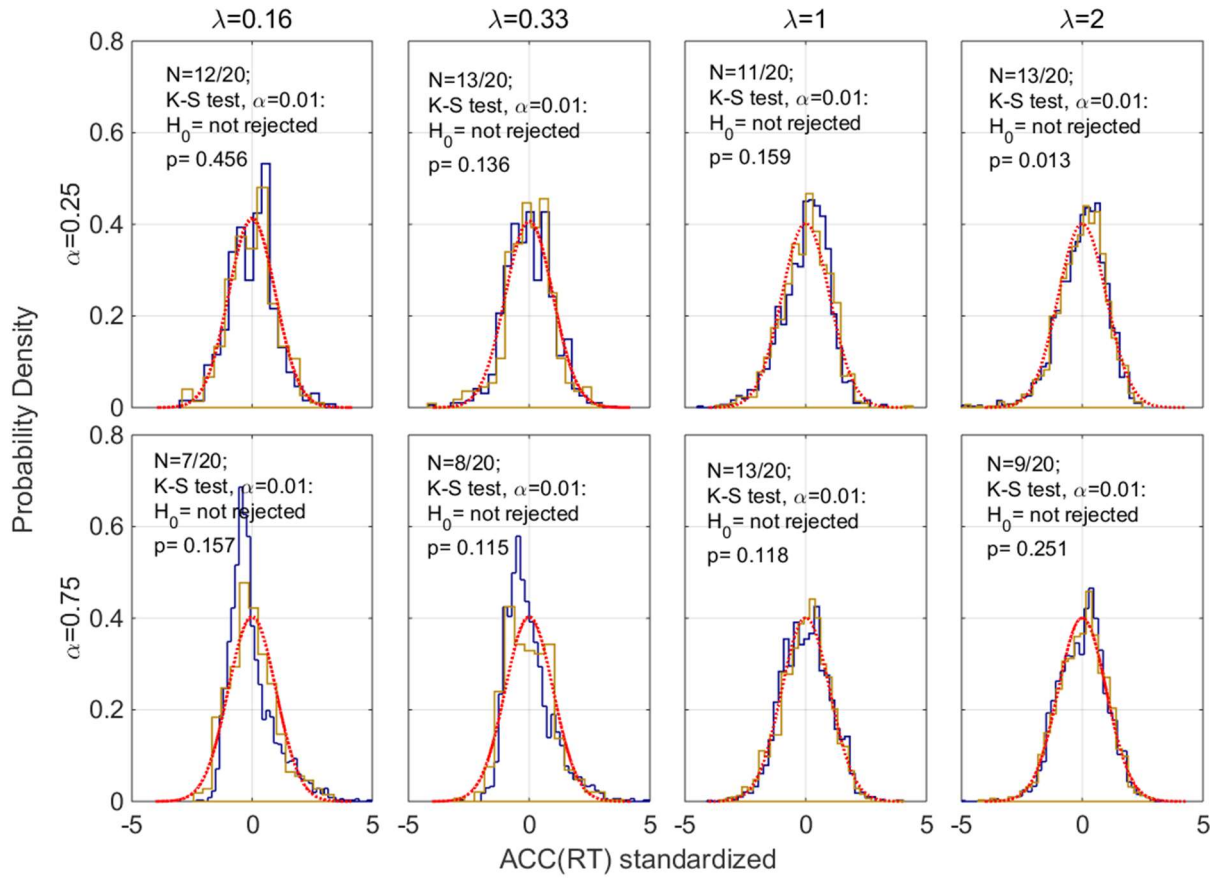 λ=0.16 λ=0.33 λ=1 λ=2
0.8
N=12/20;
K-S test, α=0.01:
H0= not rejected
p= 0.456
N=13/20;
K-S test, α=0.01:
H0= not rejected
p= 0.136
N=11/20;
K-S test, α=0.01:
H0= not rejected
p= 0.159
N=13/20;
K-S test, α=0.01:
H0= not rejected
p= 0.013
0.6
0.4
0.2
0
α=0.25
Probability Density
0.8
N=7/20;
K-S test, α=0.01:
H0= not rejected
p= 0.157
N=8/20;
K-S test, α=0.01:
H0= not rejected
p= 0.115
N=13/20;
K-S test, α=0.01:
H0= not rejected
p= 0.118
N=9/20;
K-S test, α=0.01:
H0= not rejected
p= 0.251
0.6
0.4
0.2
0
α=0.75
-5 0 5 -5 0 5 -5 0 5 -5 0 5
ACC(RT) standardized